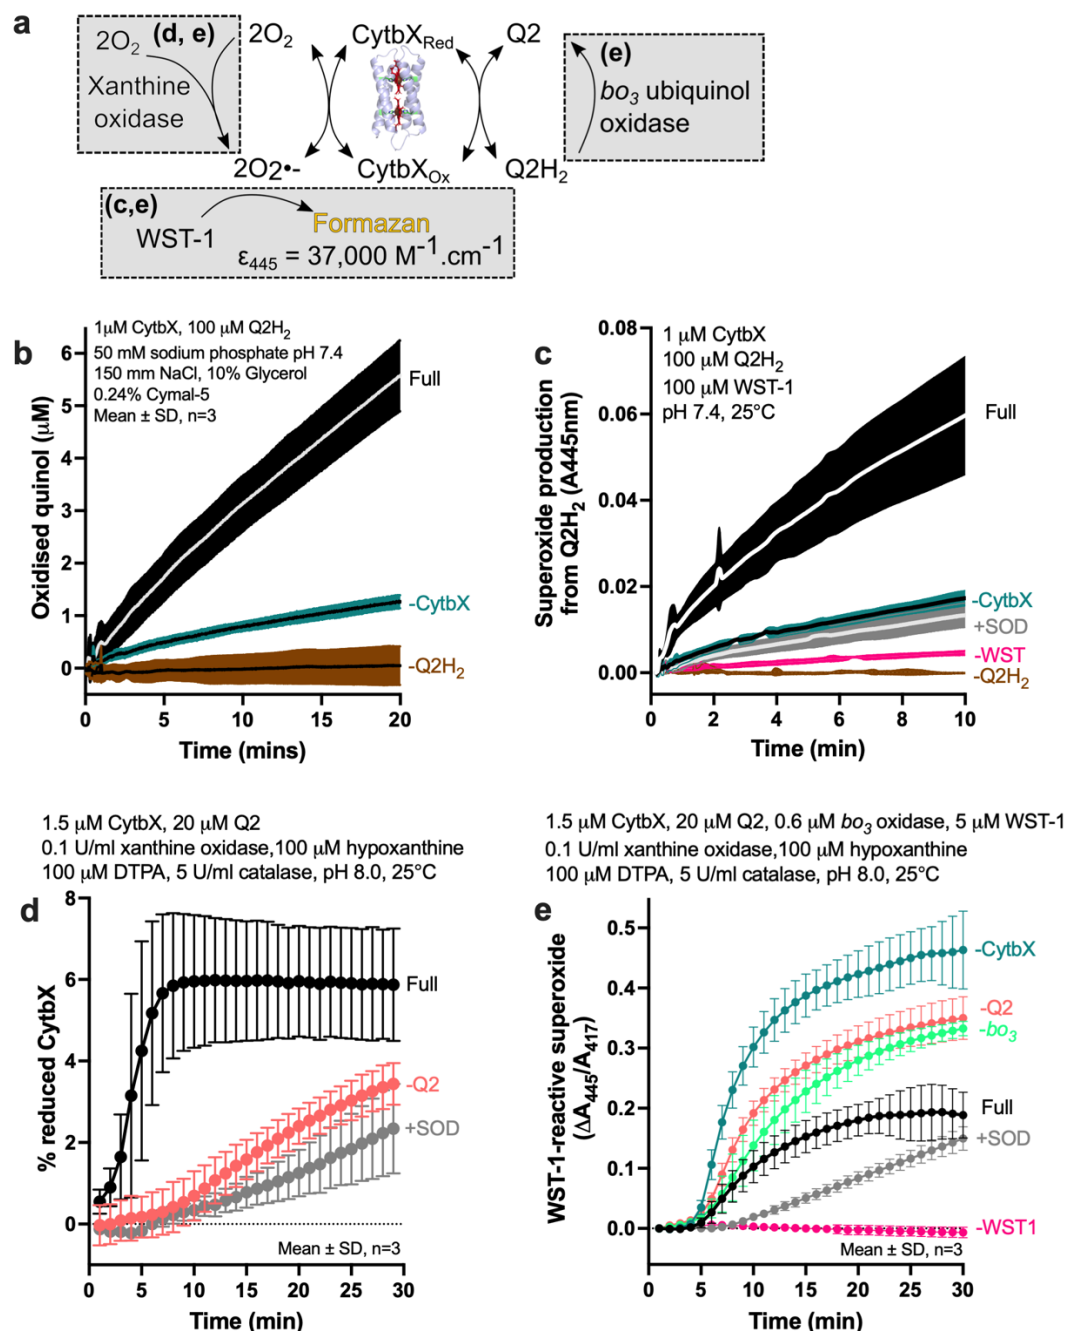 a
2O₂ (d, e) 2O₂ CytbX_Red Q2 (e)
Xanthine oxidase
bo₃ ubiquinol oxidase
2O2•- CytbX_Ox Q2H₂
(c,e)
WST-1 Formazan
ε₄₄₅ = 37,000 M⁻¹.cm⁻¹
b
1μM CytbX, 100 μM Q2H₂
50 mM sodium phosphate pH 7.4
150 mm NaCl, 10% Glycerol
0.24% Cymal-5
Mean ± SD, n=3
Full
-CytbX
-Q2H₂
Oxidised quinol (μM)
6
5
4
3
2
1
0
0 5 10 15 20
Time (mins)
c
1 μM CytbX
100 μM Q2H₂
100 μM WST-1
pH 7.4, 25°C
Full
-CytbX
+SOD
-WST
-Q2H₂
Superoxide production
from Q2H₂ (A445nm)
0.08
0.06
0.04
0.02
0.00
0 2 4 6 8 10
Time (min)
1.5 μM CytbX, 20 μM Q2
0.1 U/ml xanthine oxidase,100 μM hypoxanthine
100 μM DTPA, 5 U/ml catalase, pH 8.0, 25°C
d
Full
-Q2
+SOD
% reduced CytbX
8
6
4
2
0
Mean ± SD, n=3
0 5 10 15 20 25 30
Time (min)
1.5 μM CytbX, 20 μM Q2, 0.6 μM bo₃ oxidase, 5 μM WST-1
0.1 U/ml xanthine oxidase,100 μM hypoxanthine
100 μM DTPA, 5 U/ml catalase, pH 8.0, 25°C
e
-CytbX
-Q2
-bo₃
Full
+SOD
-WST1
WST-1-reactive superoxide
(ΔA₄₄₅/A₄₁₇)
0.5
0.4
0.3
0.2
0.1
0.0
Mean ± SD, n=3
0 5 10 15 20 25 30
Time (min)